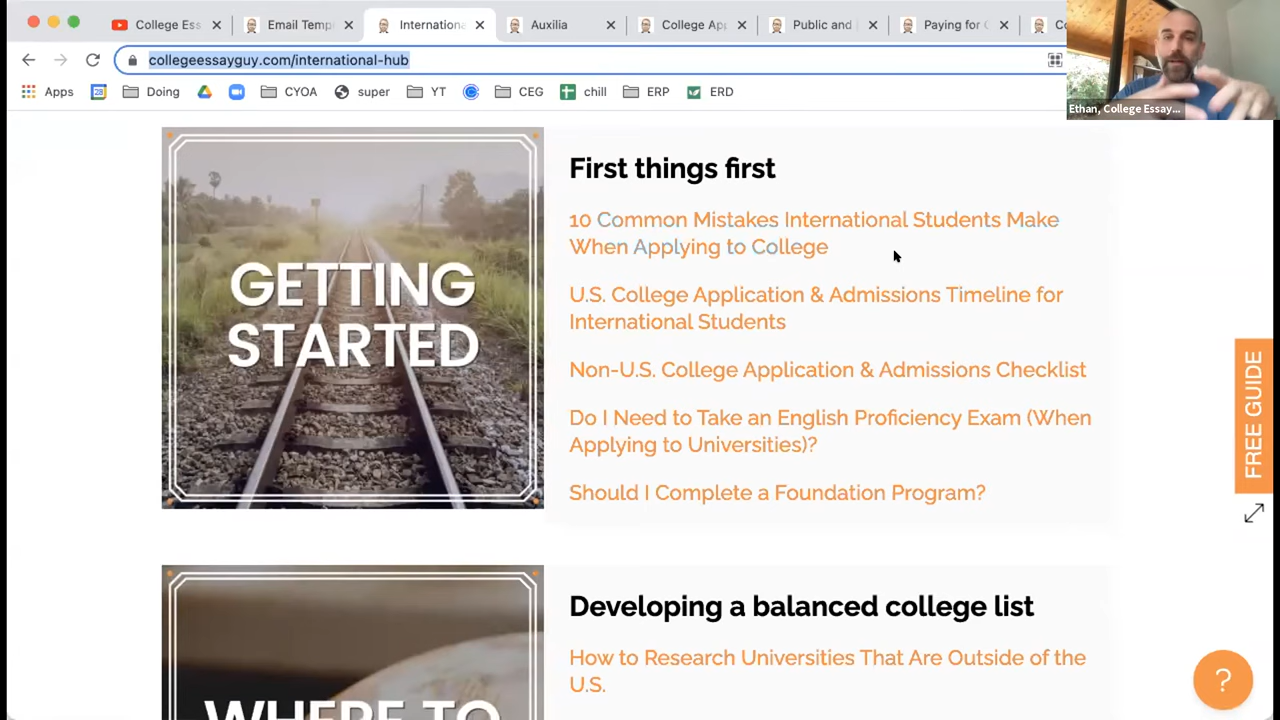 College Ess
Email Temp
Internationa
Auxilia
College Ap
Public and
Paying for
Co
collegeessayguy.com/international-hub
Apps
28
Doing
CYOA
super
YT
CEG
chill
ERP
ERD
Ethan, College Essay...
GETTING
STARTED
First things first
10 Common Mistakes International Students Make
When Applying to College
U.S. College Application & Admissions Timeline for
International Students
Non-U.S. College Application & Admissions Checklist
Do I Need to Take an English Proficiency Exam (When
Applying to Universities)?
Should I Complete a Foundation Program?
FREE GUIDE
WHERE TO
Developing a balanced college list
How to Research Universities That Are Outside of the
U.S.
?